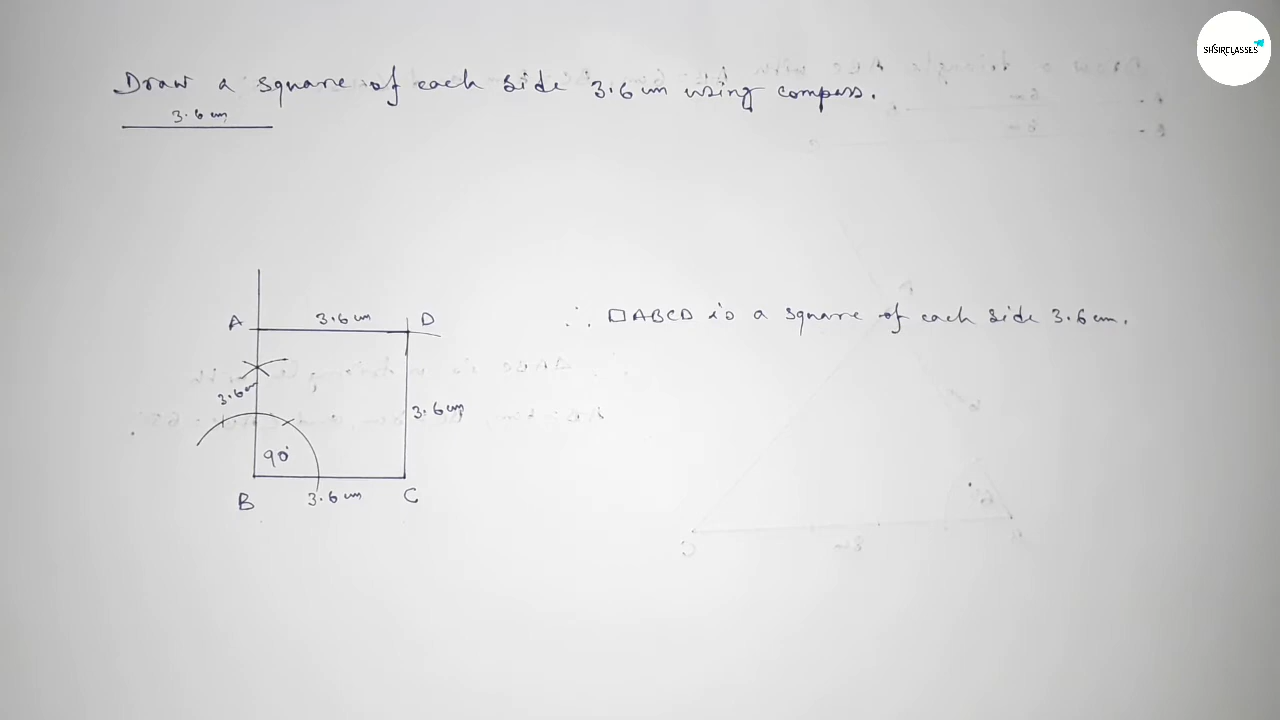 SHSIRCLASSES
Draw a square of each side 3.6 cm using compass.
3.6 cm
A 3.6 cm D
∴ □ABCD is a square of each side 3.6 cm.
3.6 cm
3.6 cm
90°
B 3.6 cm C